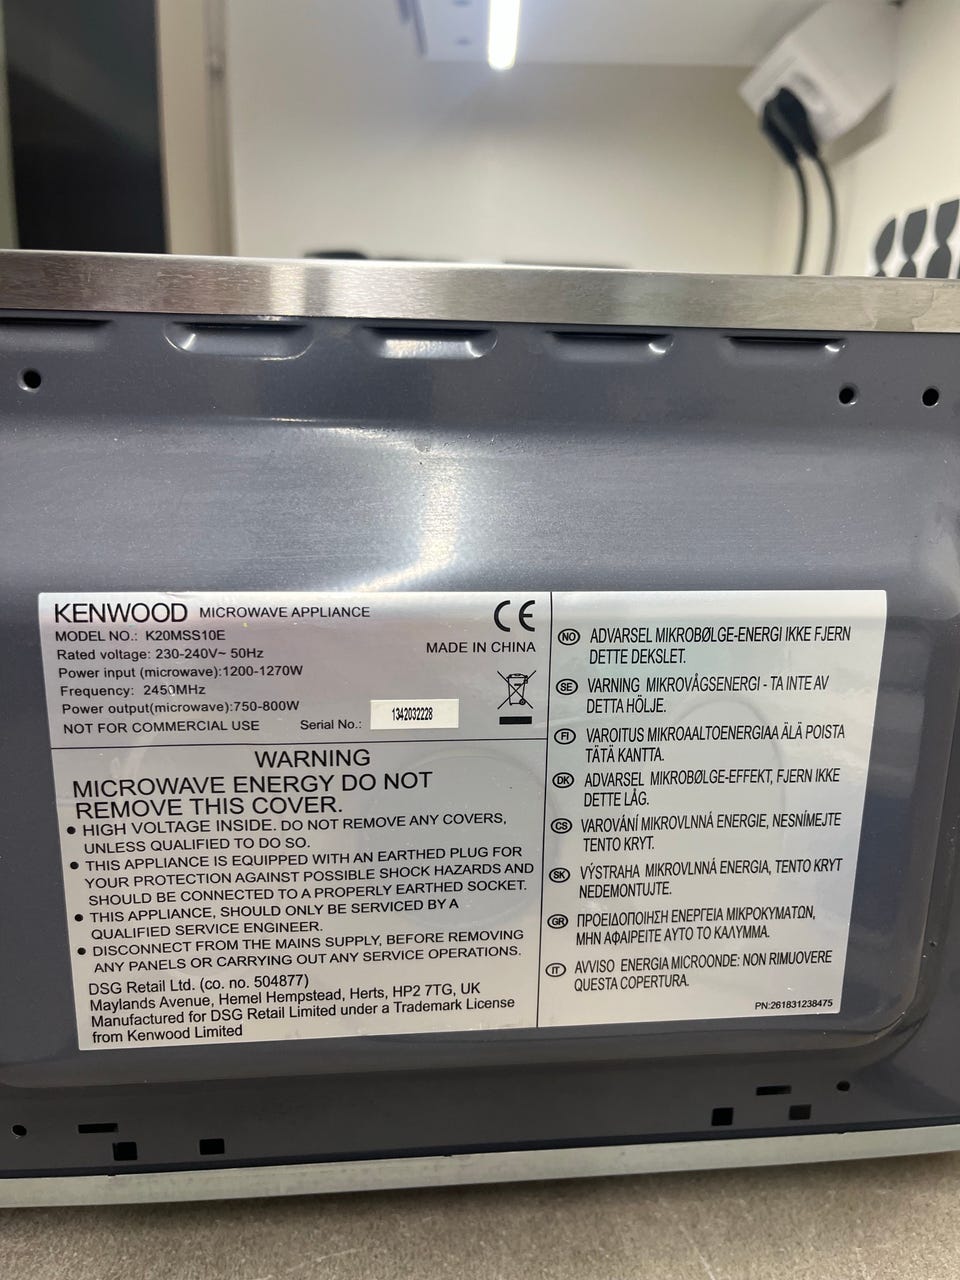 KENWOOD MICROWAVE APPLIANCE
MODEL NO.: K20MSS10E
Rated voltage: 230-240V~ 50Hz
Power input (microwave):1200-1270W
Frequency: 2450MHz
Power output(microwave):750-800W
NOT FOR COMMERCIAL USE
CE
MADE IN CHINA
Serial No.: 1342032228
WARNING
MICROWAVE ENERGY DO NOT
REMOVE THIS COVER.
● HIGH VOLTAGE INSIDE. DO NOT REMOVE ANY COVERS,
UNLESS QUALIFIED TO DO SO.
● THIS APPLIANCE IS EQUIPPED WITH AN EARTHED PLUG FOR
YOUR PROTECTION AGAINST POSSIBLE SHOCK HAZARDS AND
SHOULD BE CONNECTED TO A PROPERLY EARTHED SOCKET.
● THIS APPLIANCE, SHOULD ONLY BE SERVICED BY A
QUALIFIED SERVICE ENGINEER.
● DISCONNECT FROM THE MAINS SUPPLY, BEFORE REMOVING
ANY PANELS OR CARRYING OUT ANY SERVICE OPERATIONS.
DSG Retail Ltd. (co. no. 504877)
Maylands Avenue, Hemel Hempstead, Herts, HP2 7TG, UK
Manufactured for DSG Retail Limited under a Trademark License
from Kenwood Limited
NO ADVARSEL MIKROBØLGE-ENERGI IKKE FJERN
DETTE DEKSLET.
SE VARNING MIKROVÅGSENERGI - TA INTE AV
DETTA HÖLJE.
FI VAROITUS MIKROAALTOENERGIAA ÄLÄ POISTA
TÄTÄ KANTTA.
DK ADVARSEL MIKROBØLGE-EFFEKT, FJERN IKKE
DETTE LÅG.
CS VAROVÁNÍ MIKROVLNNÁ ENERGIE, NESNÍMEJTE
TENTO KRYT.
SK VÝSTRAHA MIKROVLNNÁ ENERGIA, TENTO KRYT
NEDEMONTUJTE.
GR ΠΡΟΕΙΔΟΠΟΙΗΣΗ ΕΝΕΡΓΕΙΑ ΜΙΚΡΟΚΥΜΑΤΩΝ,
ΜΗΝ ΑΦΑΙΡΕΙΤΕ ΑΥΤΟ ΤΟ ΚΑΛΥΜΜΑ.
IT AVVISO ENERGIA MICROONDE: NON RIMUOVERE
QUESTA COPERTURA.
PN:261831238475